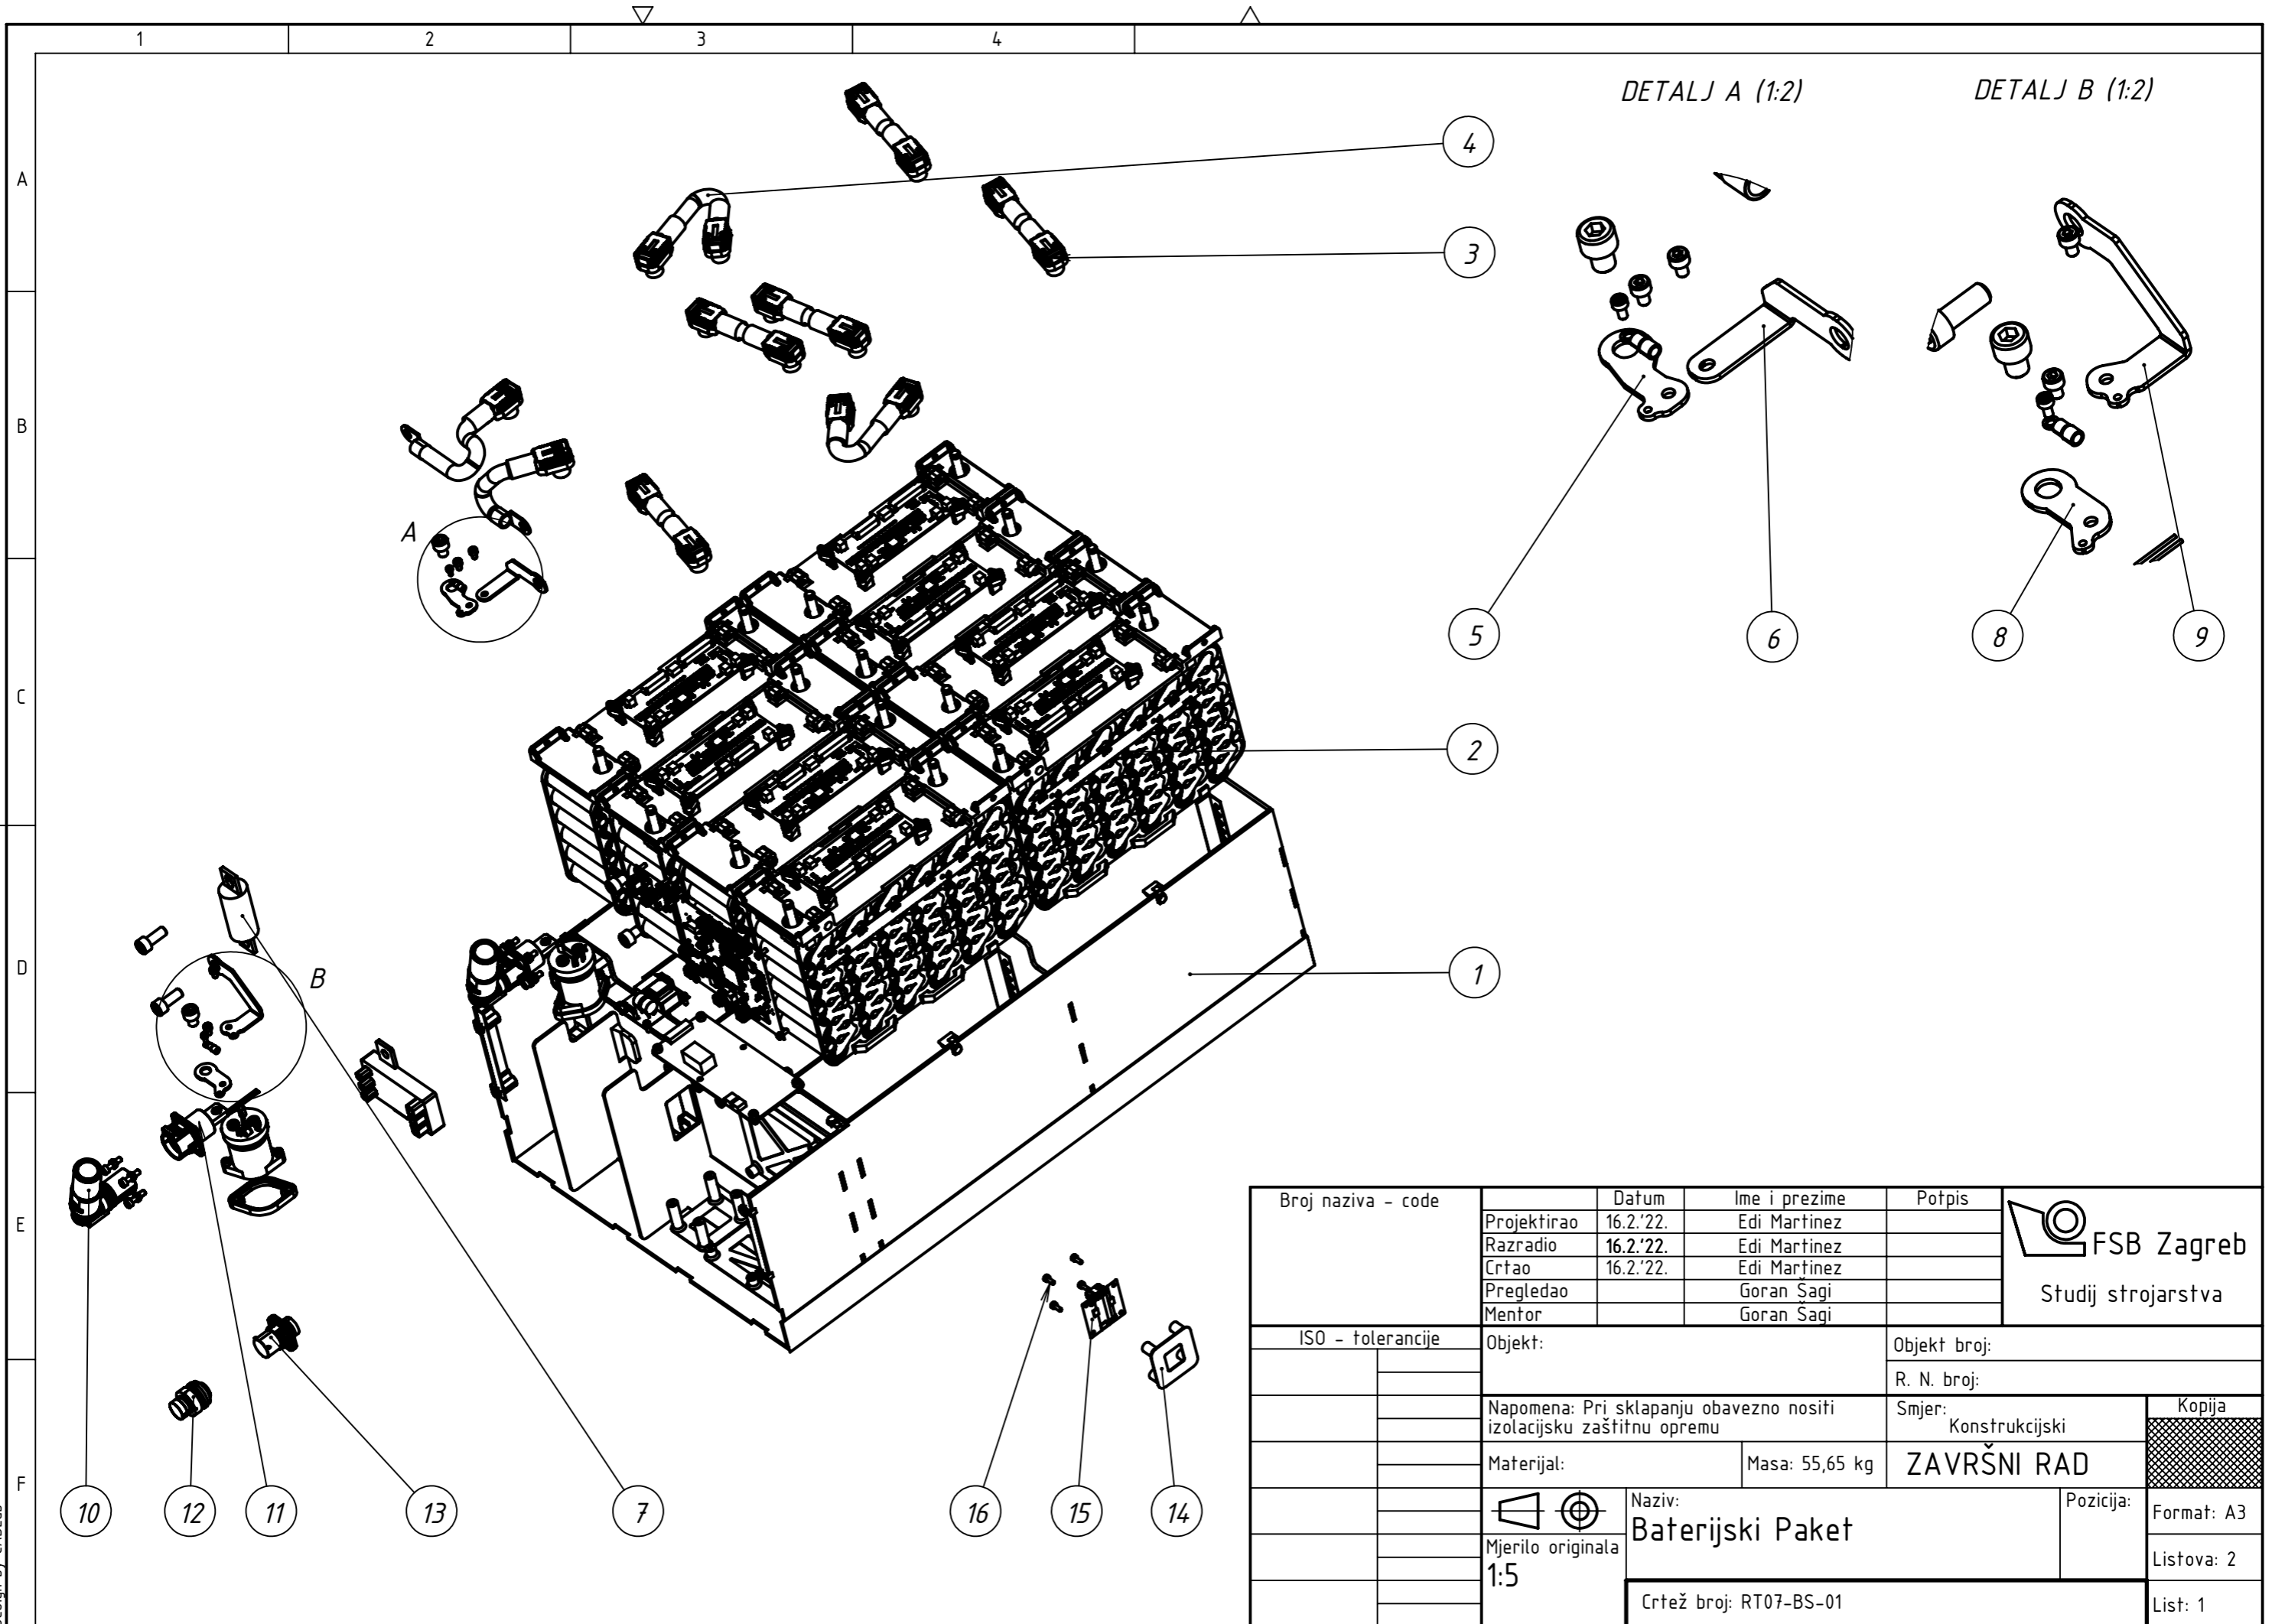 1 2 3 4
A
B
C
D
E
F
DETALJ A (1:2)
DETALJ B (1:2)
4
3
A
5
6
8
9
2
1
B
10
12
11
13
7
16
15
14
Broj naziva - code
Datum
Ime i prezime
Potpis
Projektirao 16.2.'22. Edi Martinez
Razradio 16.2.'22. Edi Martinez
Crtao 16.2.'22. Edi Martinez
Pregledao Goran Šagi
Mentor Goran Šagi
FSB Zagreb
Studij strojarstva
ISO - tolerancije
Objekt:
Objekt broj:
R. N. broj:
Napomena: Pri sklapanju obavezno nositi
izolacijsku zaštitnu opremu
Smjer:
Konstrukcijski
Kopija
Materijal:
Masa: 55,65 kg
ZAVRŠNI RAD
Naziv:
Baterijski Paket
Pozicija:
Format: A3
Mjerilo originala
1:5
Listova: 2
Crtež broj: RT07-BS-01
List: 1